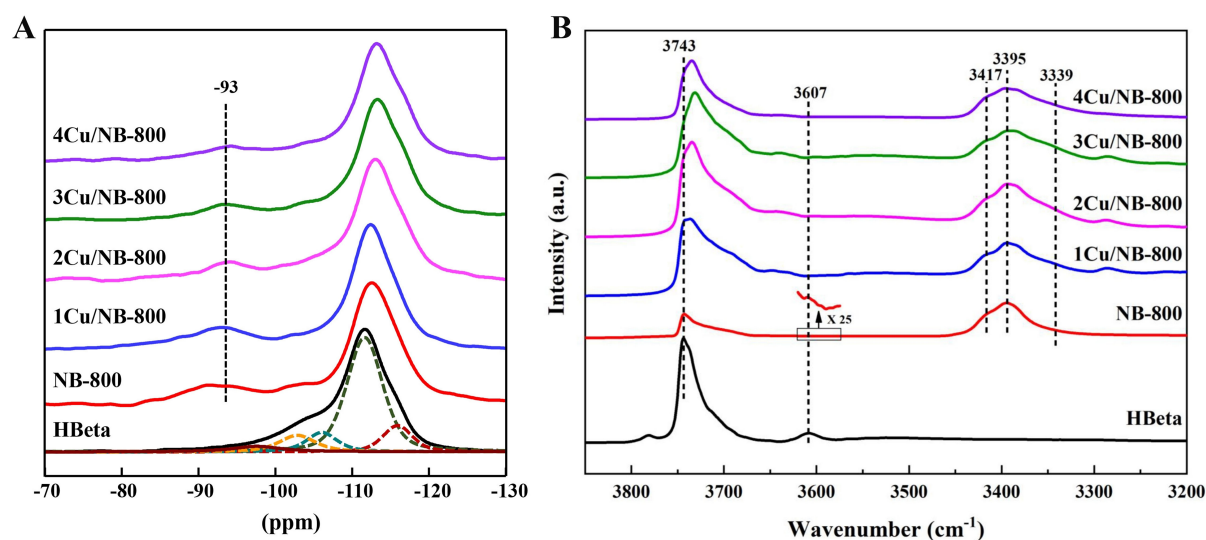 A
-93
4Cu/NB-800
3Cu/NB-800
2Cu/NB-800
1Cu/NB-800
NB-800
HBeta
-70 -80 -90 -100 -110 -120 -130
(ppm)
B
Intensity (a.u.)
3743
3607
3417 3395 3339
4Cu/NB-800
3Cu/NB-800
2Cu/NB-800
1Cu/NB-800
X 25
NB-800
HBeta
3800 3700 3600 3500 3400 3300 3200
Wavenumber (cm⁻¹)